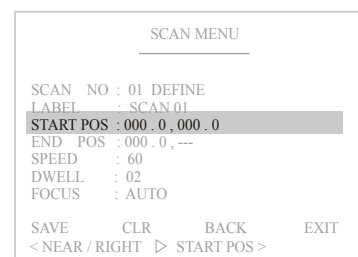 SCAN MENU
SCAN NO : 01 DEFINE
LABEL : SCAN 01
START POS : 000 . 0 , 000 . 0
END POS : 000 . 0 , ---
SPEED : 60
DWELL : 02
FOCUS : AUTO
SAVE CLR BACK EXIT
< NEAR / RIGHT ▷ START POS >